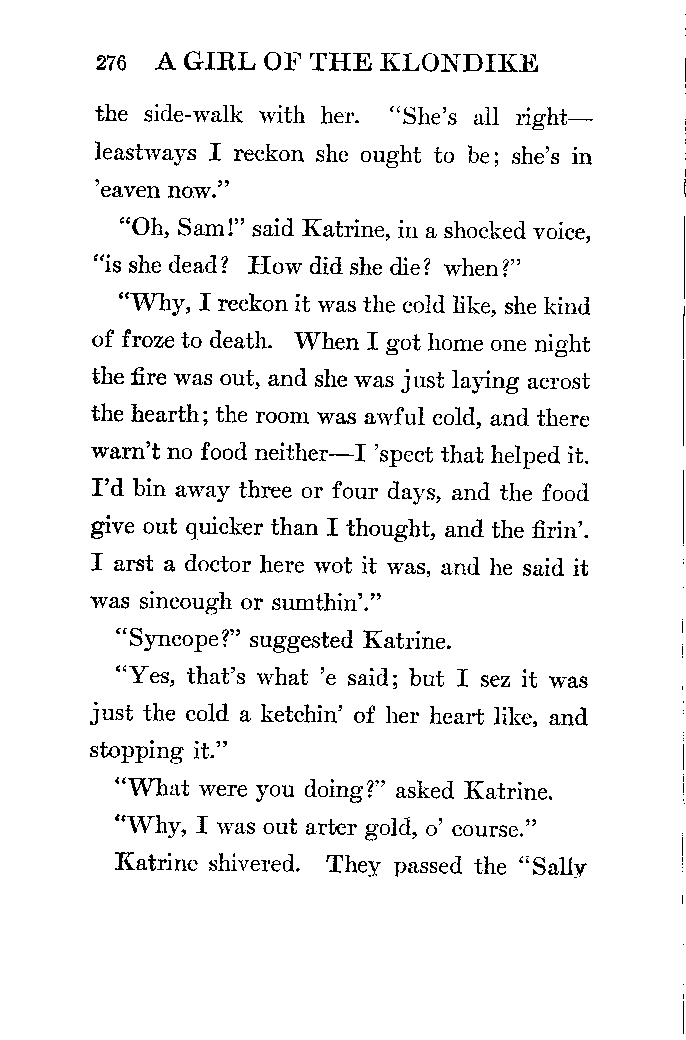 276 A GIRL OF THE KLONDIKE
the side-walk with her. “She’s all right—
leastways I reckon she ought to be; she’s in
’eaven now.”
“Oh, Sam!” said Katrine, in a shocked voice,
“is she dead? How did she die? when?”
“Why, I reckon it was the cold like, she kind
of froze to death. When I got home one night
the fire was out, and she was just laying acrost
the hearth; the room was awful cold, and there
warn’t no food neither—I ’spect that helped it.
I’d bin away three or four days, and the food
give out quicker than I thought, and the firin’.
I arst a doctor here wot it was, and he said it
was sincough or sumthin’.”
“Syncope?” suggested Katrine.
“Yes, that’s what ’e said; but I sez it was
just the cold a ketchin’ of her heart like, and
stopping it.”
“What were you doing?” asked Katrine.
“Why, I was out arter gold, o’ course.”
Katrine shivered. They passed the “Sally